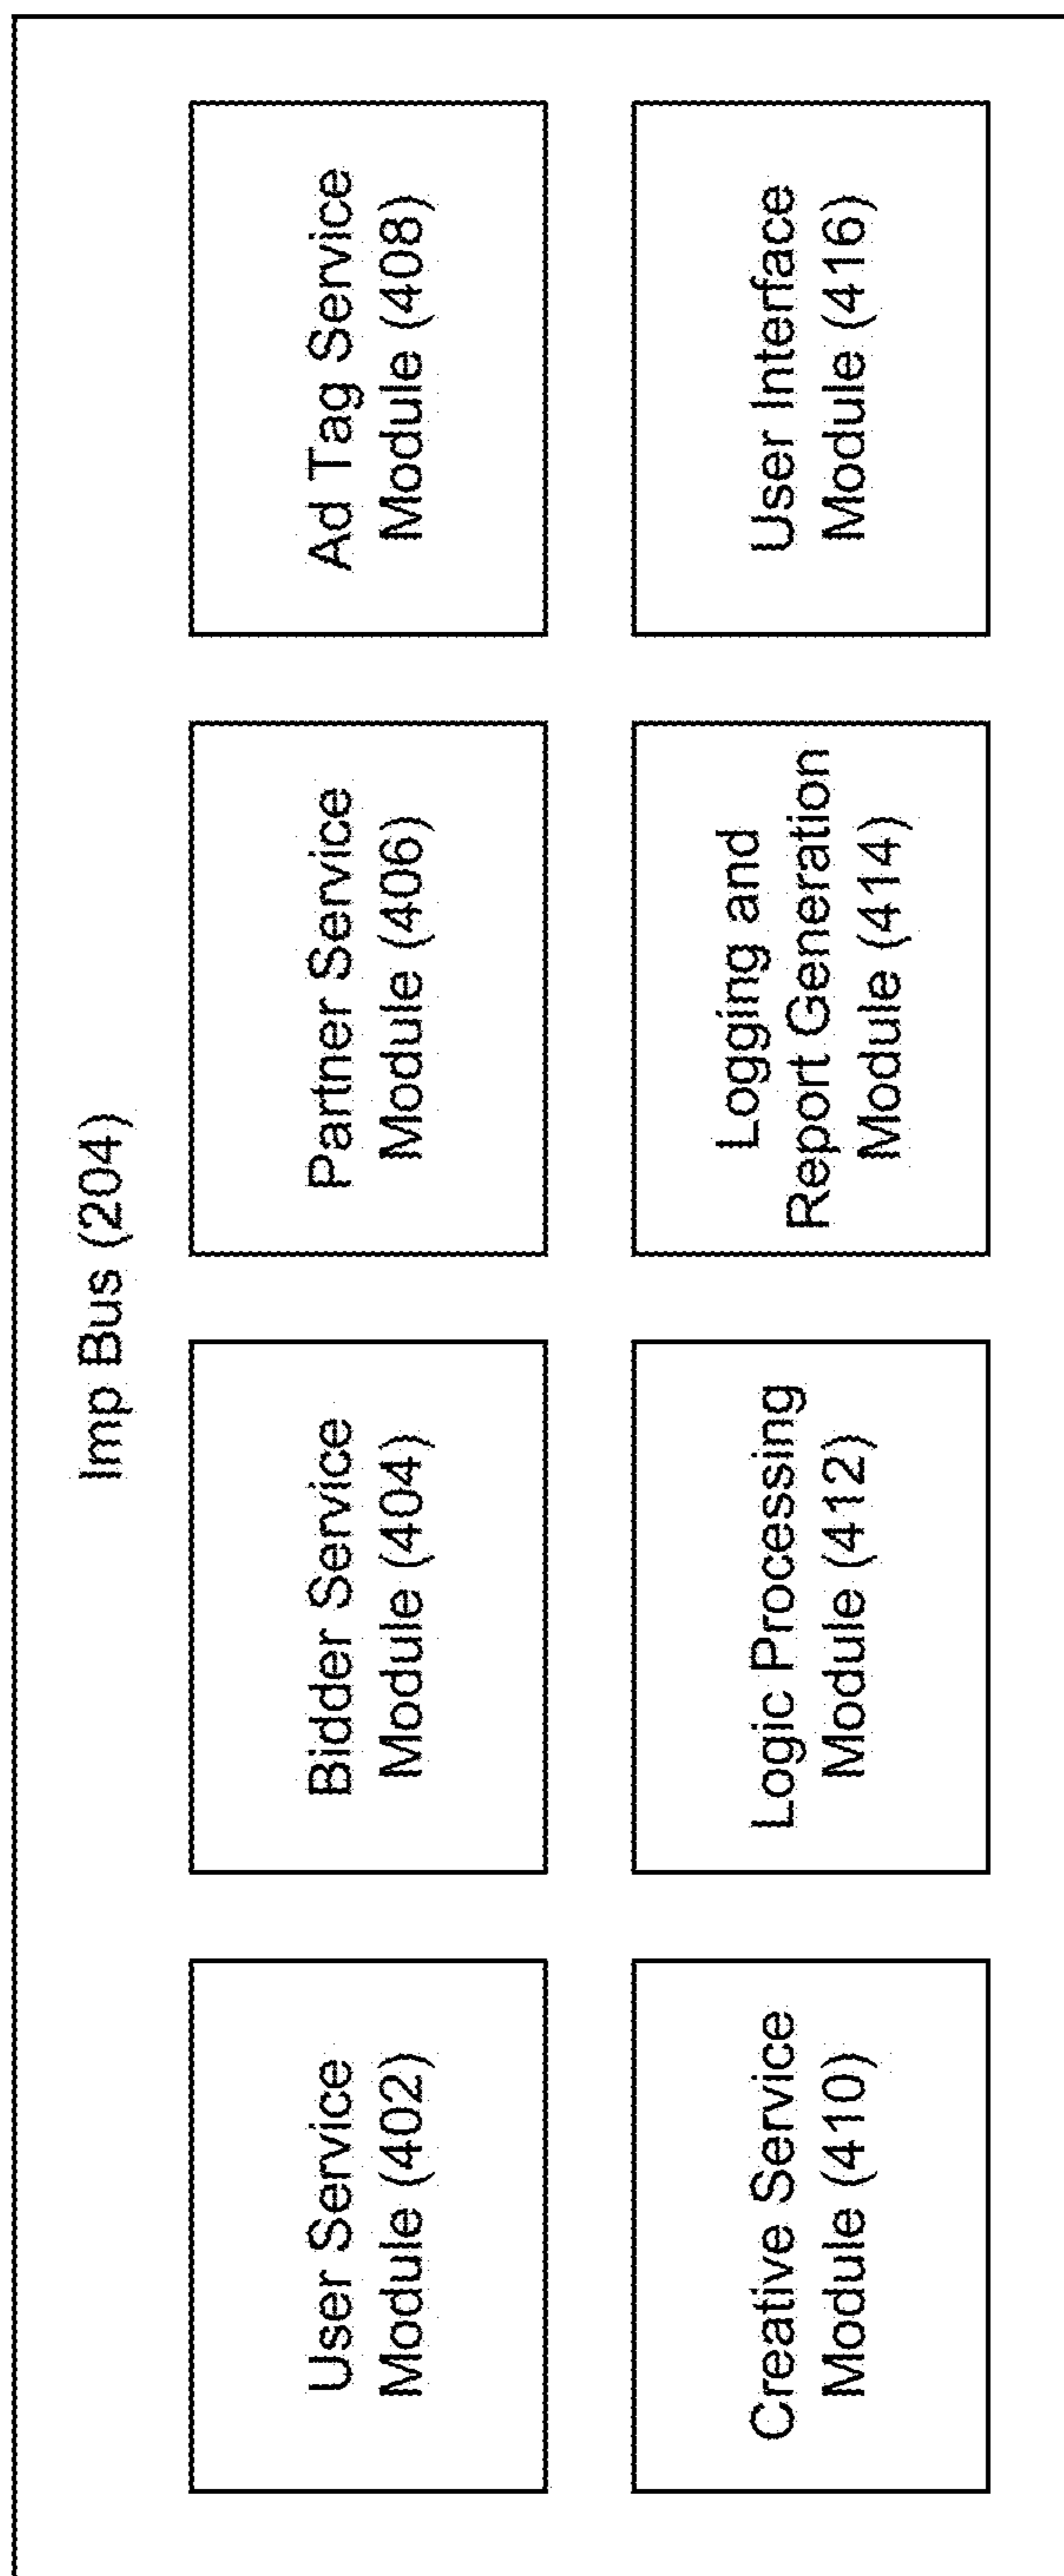 Imp Bus (204)
User Service
Module (402)
Bidder Service
Module (404)
Partner Service
Module (406)
Ad Tag Service
Module (408)
Creative Service
Module (410)
Logic Processing
Module (412)
Logging and
Report Generation
Module (414)
User Interface
Module (416)